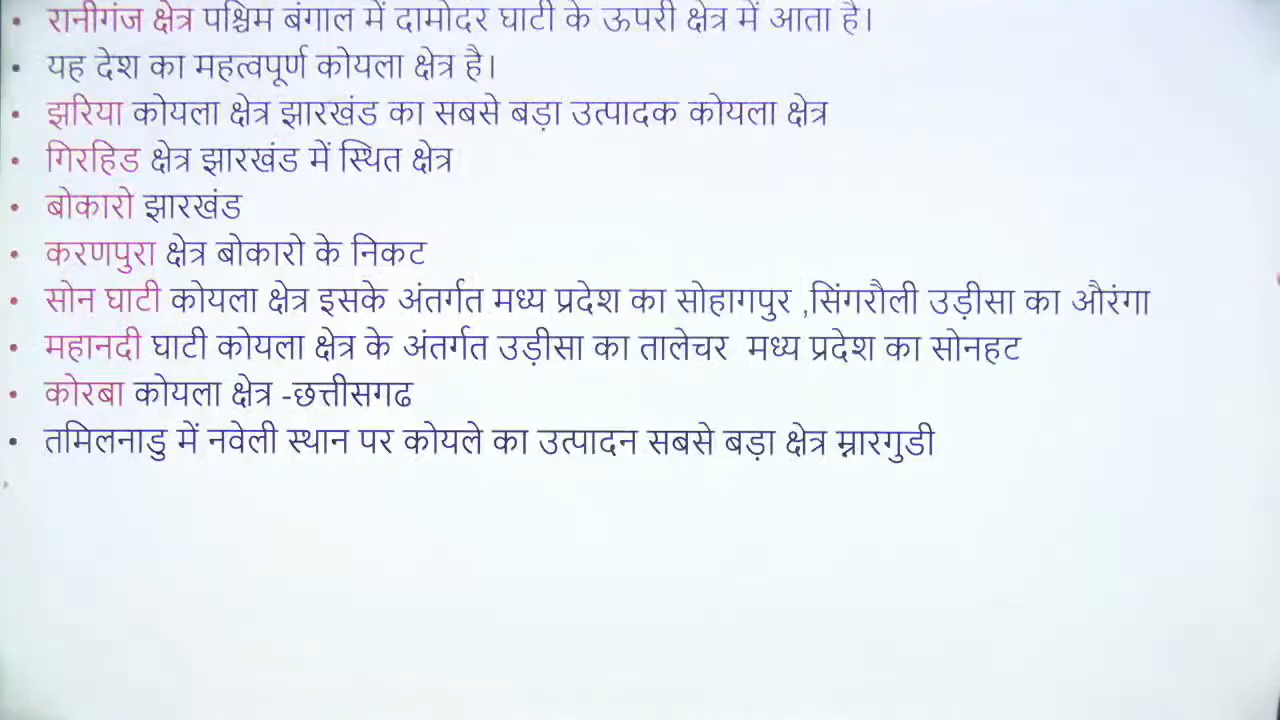 • रानीगंज क्षेत्र पश्चिम बंगाल में दामोदर घाटी के ऊपरी क्षेत्र में आता है।
• यह देश का महत्वपूर्ण कोयला क्षेत्र है।
• झरिया कोयला क्षेत्र झारखंड का सबसे बड़ा उत्पादक कोयला क्षेत्र
• गिरहिड क्षेत्र झारखंड में स्थित क्षेत्र
• बोकारो झारखंड
• करणपुरा क्षेत्र बोकारो के निकट
• सोन घाटी कोयला क्षेत्र इसके अंतर्गत मध्य प्रदेश का सोहागपुर ,सिंगरौली उड़ीसा का औरंगा
• महानदी घाटी कोयला क्षेत्र के अंतर्गत उड़ीसा का तालेचर मध्य प्रदेश का सोनहट
• कोरबा कोयला क्षेत्र -छत्तीसगढ
• तमिलनाडु में नवेली स्थान पर कोयले का उत्पादन सबसे बड़ा क्षेत्र म्नारगुडी